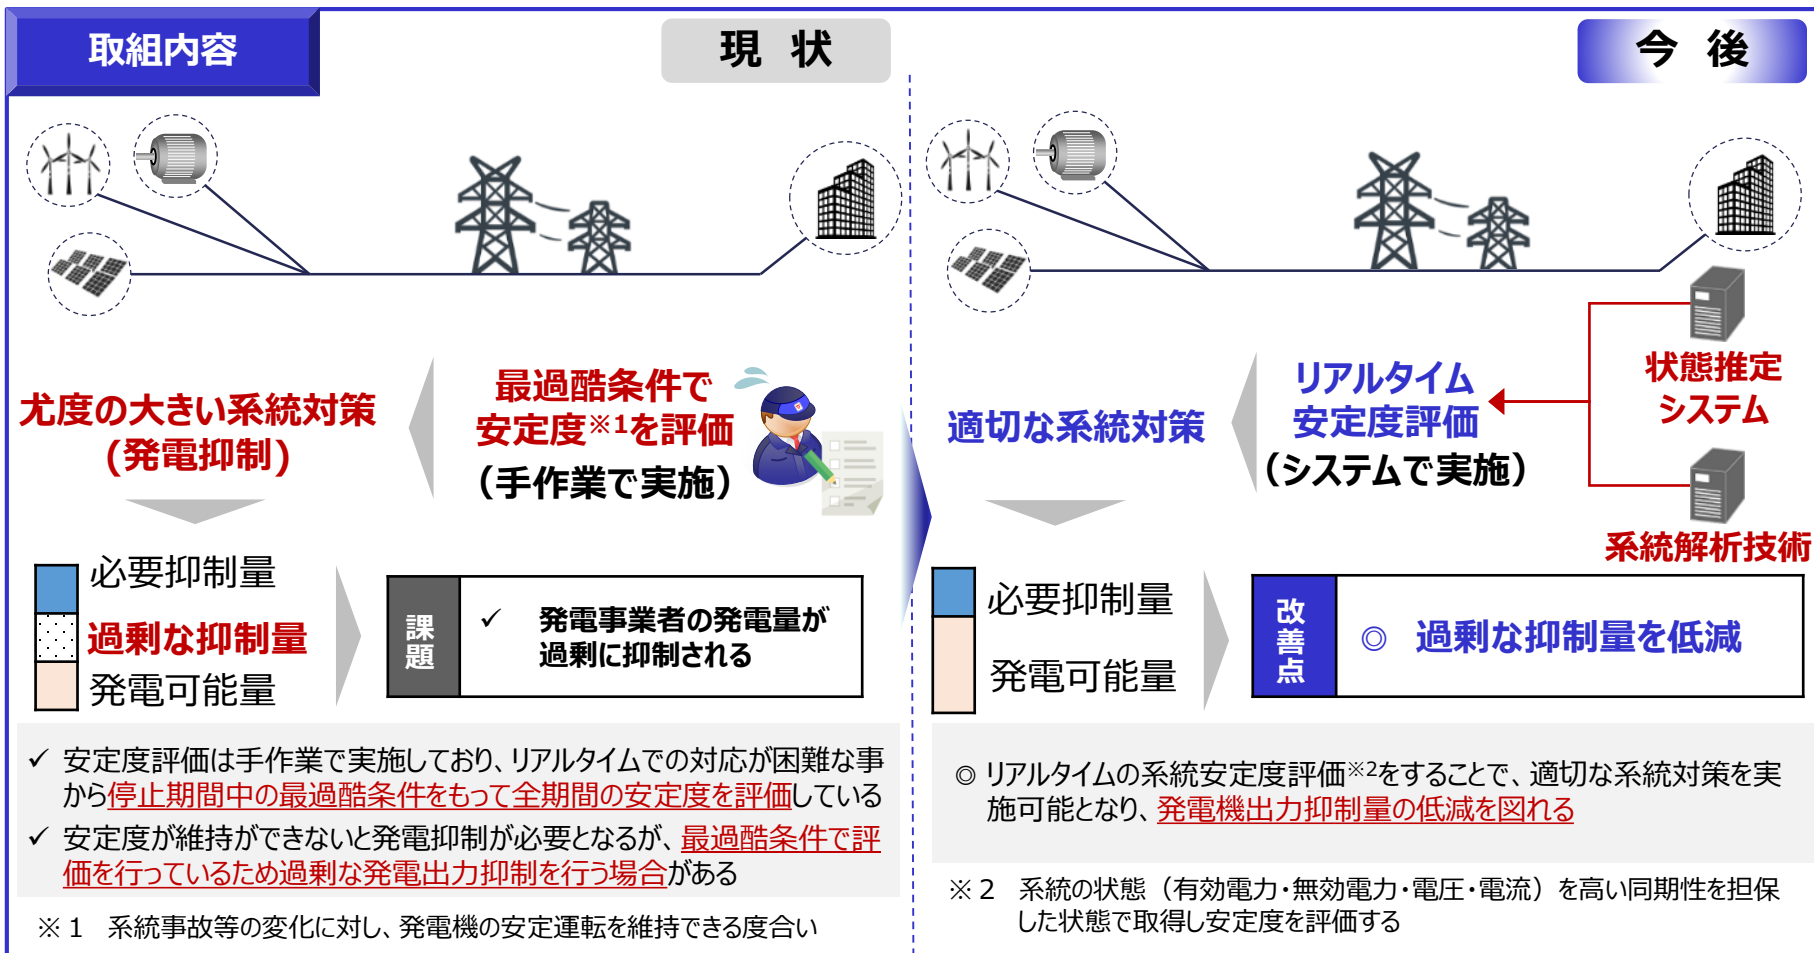 取組内容
現 状
最過酷条件で
安定度※1を評価
（手作業で実施）
尤度の大きい系統対策
(発電抑制)
必要抑制量
過剰な抑制量
発電可能量
課題
✓ 発電事業者の発電量が
過剰に抑制される
✓ 安定度評価は手作業で実施しており、リアルタイムでの対応が困難な事
から停止期間中の最過酷条件をもって全期間の安定度を評価している
✓ 安定度が維持ができないと発電抑制が必要となるが、最過酷条件で評
価を行っているため過剰な発電出力抑制を行う場合がある
※１ 系統事故等の変化に対し、発電機の安定運転を維持できる度合い
今 後
状態推定
システム
系統解析技術
リアルタイム
安定度評価
（システムで実施）
適切な系統対策
必要抑制量
発電可能量
改善点
◎ 過剰な抑制量を低減
◎ リアルタイムの系統安定度評価※2をすることで、適切な系統対策を実
施可能となり、発電機出力抑制量の低減を図れる
※２ 系統の状態（有効電力・無効電力・電圧・電流）を高い同期性を担保
した状態で取得し安定度を評価する